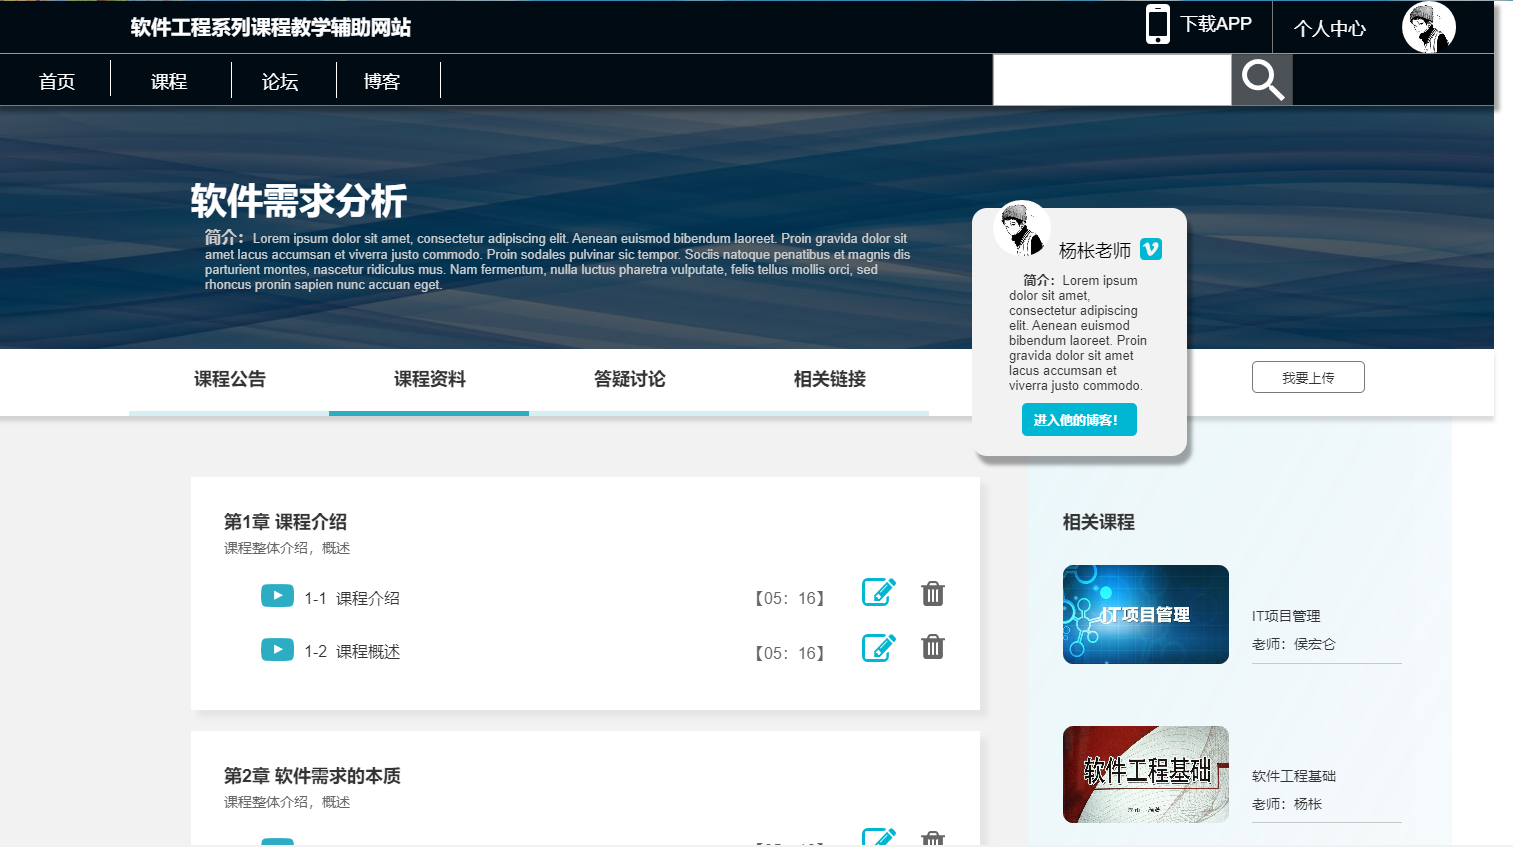 软件工程系列课程教学辅助网站
下载APP
个人中心
首页
课程
论坛
博客
软件需求分析
简介：Lorem ipsum dolor sit amet, consectetur adipiscing elit. Aenean euismod bibendum laoreet. Proin gravida dolor sit
amet lacus accumsan et viverra justo commodo. Proin sodales pulvinar sic tempor. Sociis natoque penatibus et magnis dis
parturient montes, nascetur ridiculus mus. Nam fermentum, nulla luctus pharetra vulputate, felis tellus mollis orci, sed
rhoncus pronin sapien nunc accuan eget.
杨枨老师
简介：Lorem ipsum
dolor sit amet,
consectetur adipiscing
elit. Aenean euismod
bibendum laoreet. Proin
gravida dolor sit amet
lacus accumsan et
viverra justo commodo.
进入他的博客！
课程公告
课程资料
答疑讨论
相关链接
我要上传
第1章 课程介绍
课程整体介绍，概述
1-1 课程介绍
【05：16】
1-2 课程概述
【05：16】
第2章 软件需求的本质
课程整体介绍，概述
相关课程
IT项目管理
IT项目管理
老师：侯宏仑
软件工程基础
软件工程基础
老师：杨枨